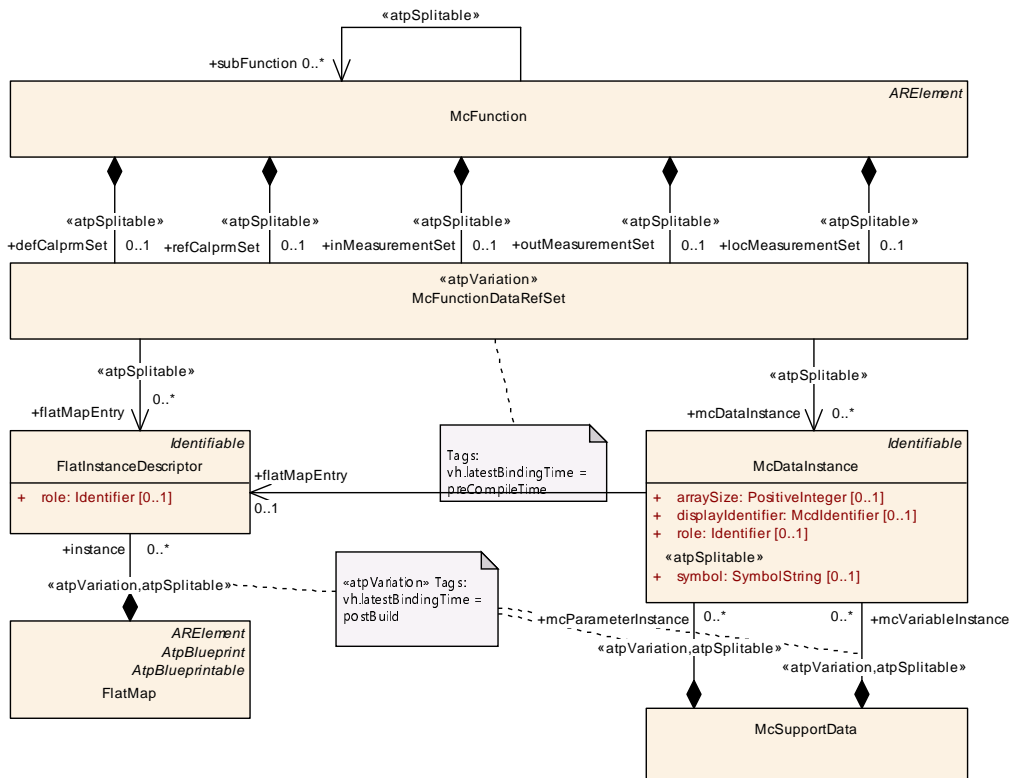 «atpSplitable»
+subFunction 0..*
ARElement
McFunction
«atpSplitable»
«atpSplitable»
«atpSplitable»
«atpSplitable»
«atpSplitable»
+defCalprmSet 0..1
+refCalprmSet 0..1
+inMeasurementSet 0..1
+outMeasurementSet 0..1
+locMeasurementSet 0..1
«atpVariation»
McFunctionDataRefSet
«atpSplitable»
0..*
+flatMapEntry
«atpSplitable»
+mcDataInstance 0..*
Identifiable
FlatInstanceDescriptor
+ role: Identifier [0..1]
+flatMapEntry
0..1
Tags:
vh.latestBindingTime =
preCompileTime
Identifiable
McDataInstance
+ arraySize: PositiveInteger [0..1]
+ displayIdentifier: McdIdentifier [0..1]
+ role: Identifier [0..1]
«atpSplitable»
+ symbol: SymbolString [0..1]
+instance 0..*
«atpVariation,atpSplitable»
«atpVariation» Tags:
vh.latestBindingTime =
postBuild
+mcParameterInstance 0..*
«atpVariation,atpSplitable»
0..* +mcVariableInstance
«atpVariation,atpSplitable»
ARElement
AtpBlueprint
AtpBlueprintable
FlatMap
McSupportData